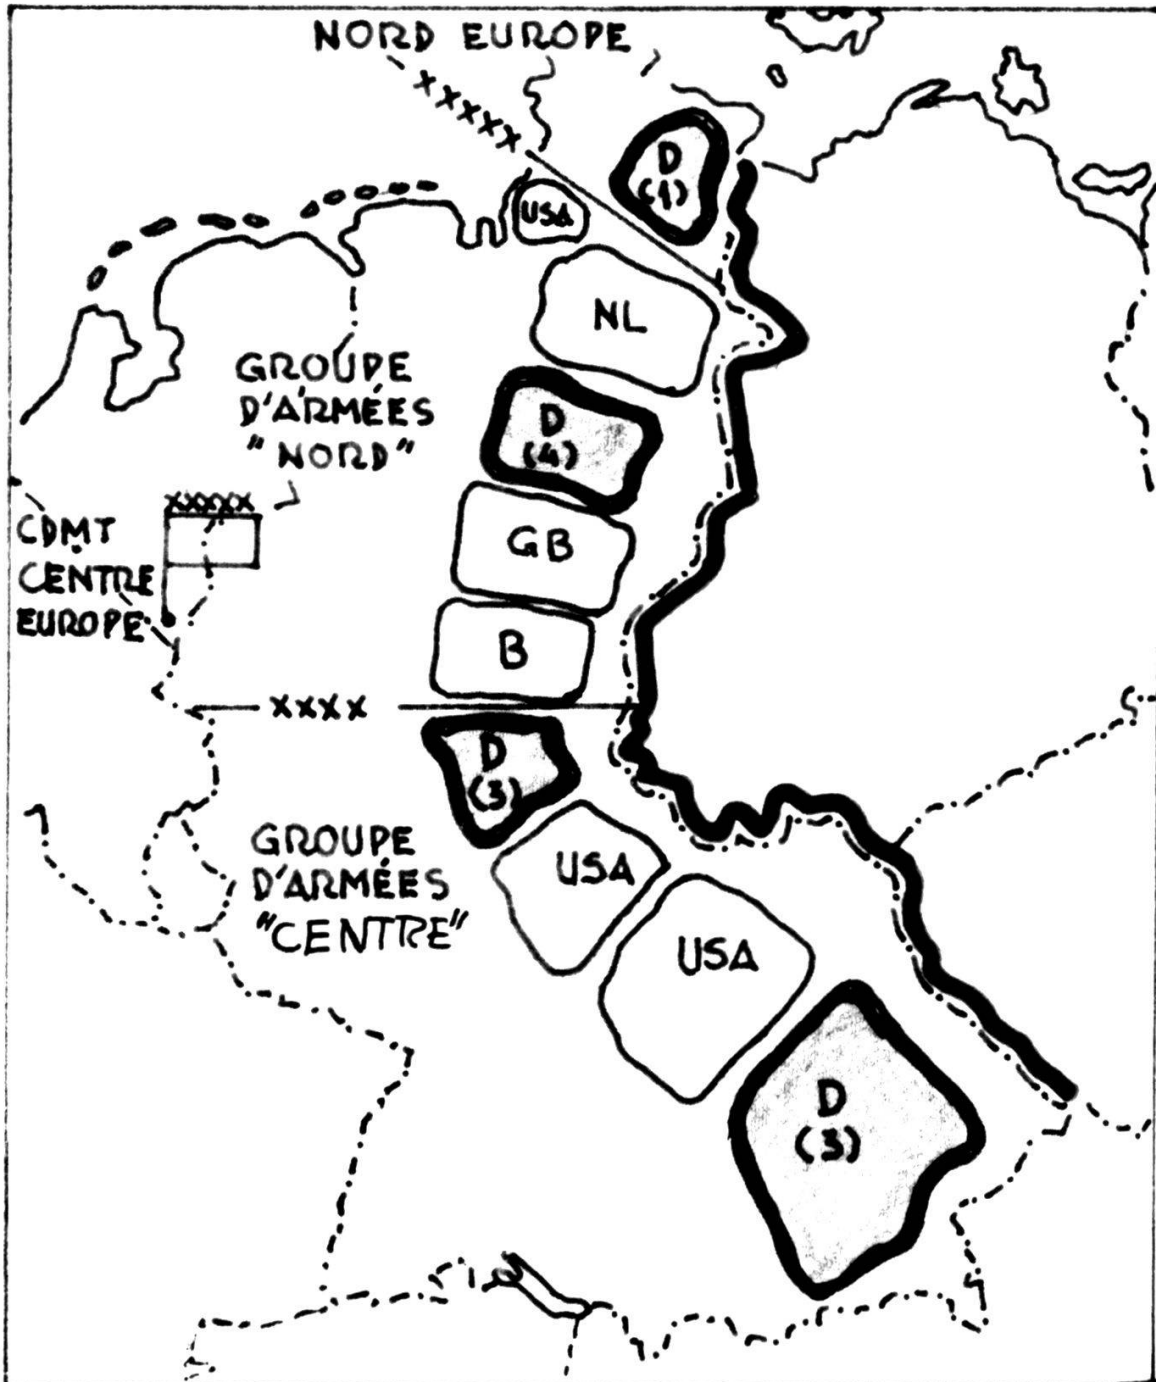 NORD EUROPE
XXXXX
D
(1)
USA
NL
GROUPE
D'ARMÉES
"NORD"
D
(4)
XXXXX
CDMT
CENTRE
EUROPE
GB
B
XXXX
D
(3)
GROUPE
D'ARMÉES
"CENTRE"
USA
USA
D
(3)